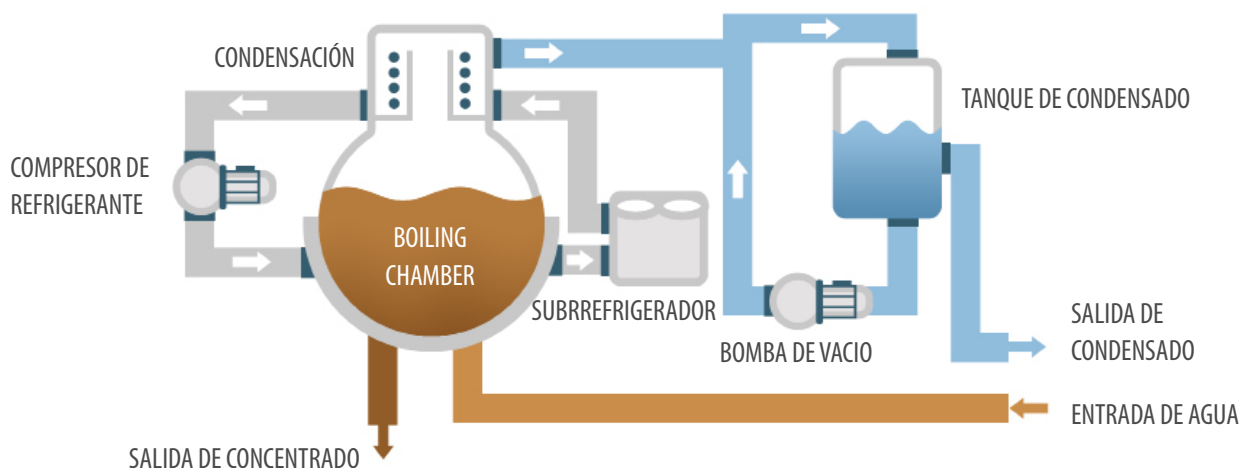 CONDENSACIÓN
TANQUE DE CONDENSADO
COMPRESOR DE
REFRIGERANTE
BOILING
CHAMBER
SUBRREFRIGERADOR
BOMBA DE VACIO
SALIDA DE
CONDENSADO
ENTRADA DE AGUA
SALIDA DE CONCENTRADO